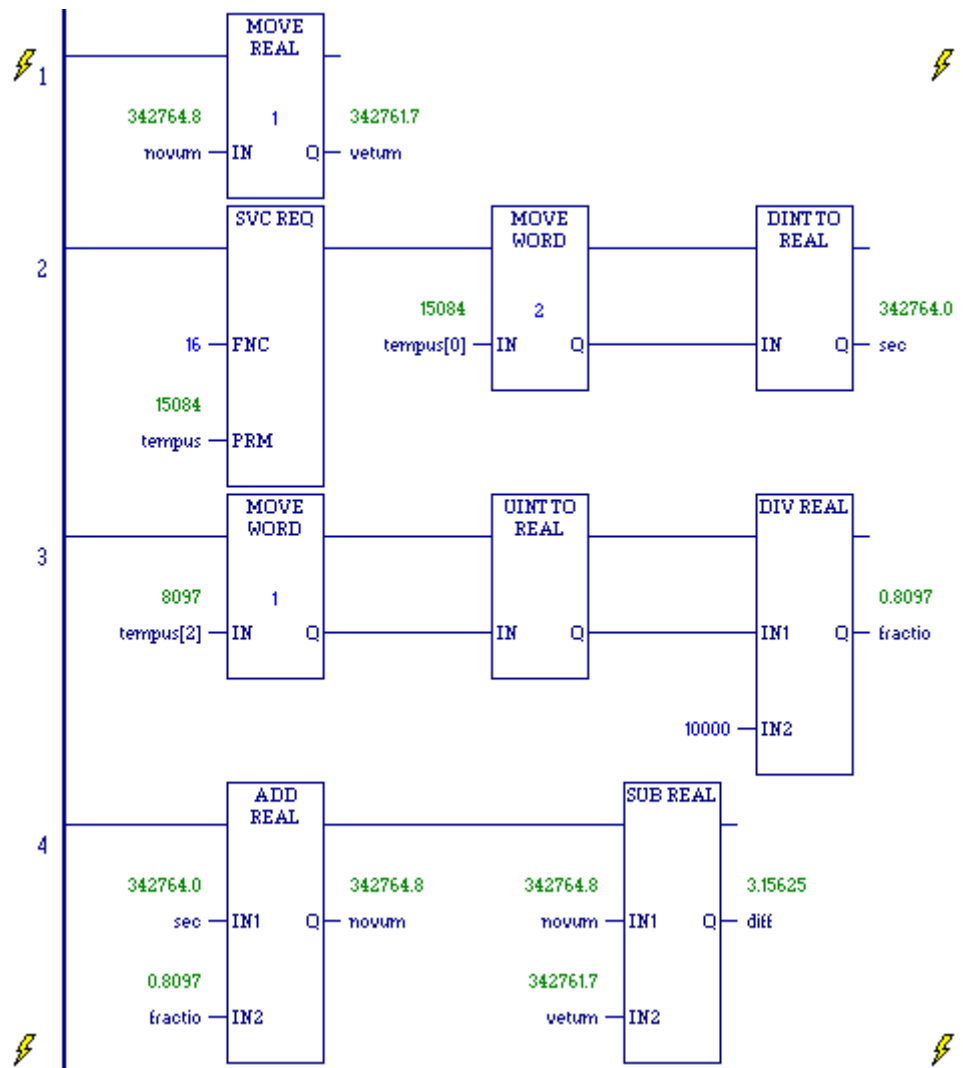 MOVE
REAL
1
342764.8 1 342761.7
novum IN Q vetum
SVC REQ MOVE DINT TO
WORD REAL
2
15084 2 342764.0
16 FNC tempus[0] IN Q IN Q sec
15084
tempus PRM
MOVE UINT TO DIV REAL
WORD REAL
3
8097 1 0.8097
tempus[2] IN Q IN Q IN1 Q fractio
10000 IN2
ADD SUB REAL
REAL
4
342764.0 342764.8 342764.8 3.15625
sec IN1 Q novum novum IN1 Q diff
0.8097 342761.7
fractio IN2 vetum IN2